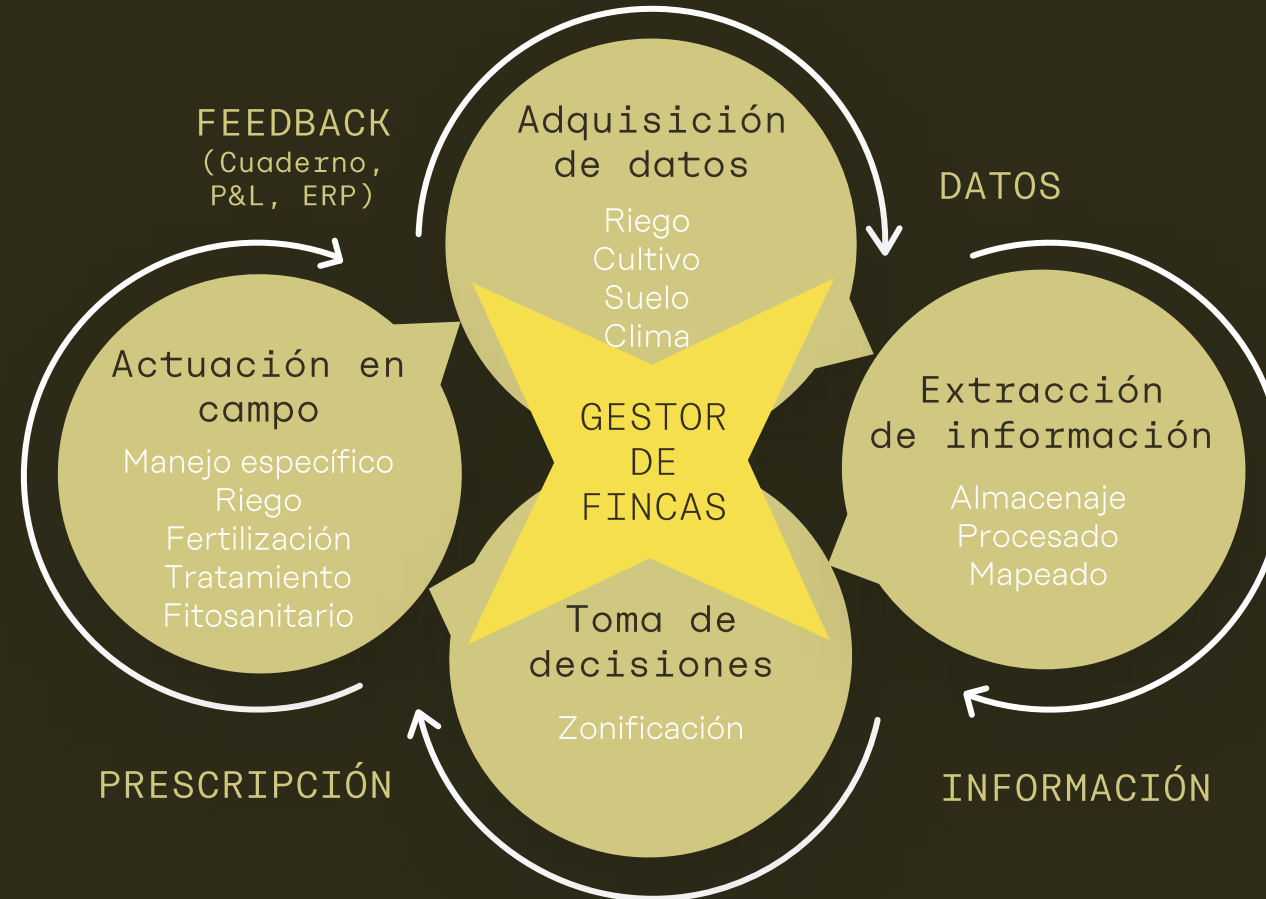 FEEDBACK
(Cuaderno,
P&L, ERP)
Adquisición
de datos
Riego
Cultivo
Suelo
Clima
DATOS
Actuación en
campo
Manejo específico
Riego
Fertilización
Tratamiento
Fitosanitario
GESTOR
DE
FINCAS
Extracción
de información
Almacenaje
Procesado
Mapeado
Toma de
decisiones
Zonificación
PRESCRIPCIÓN
INFORMACIÓN